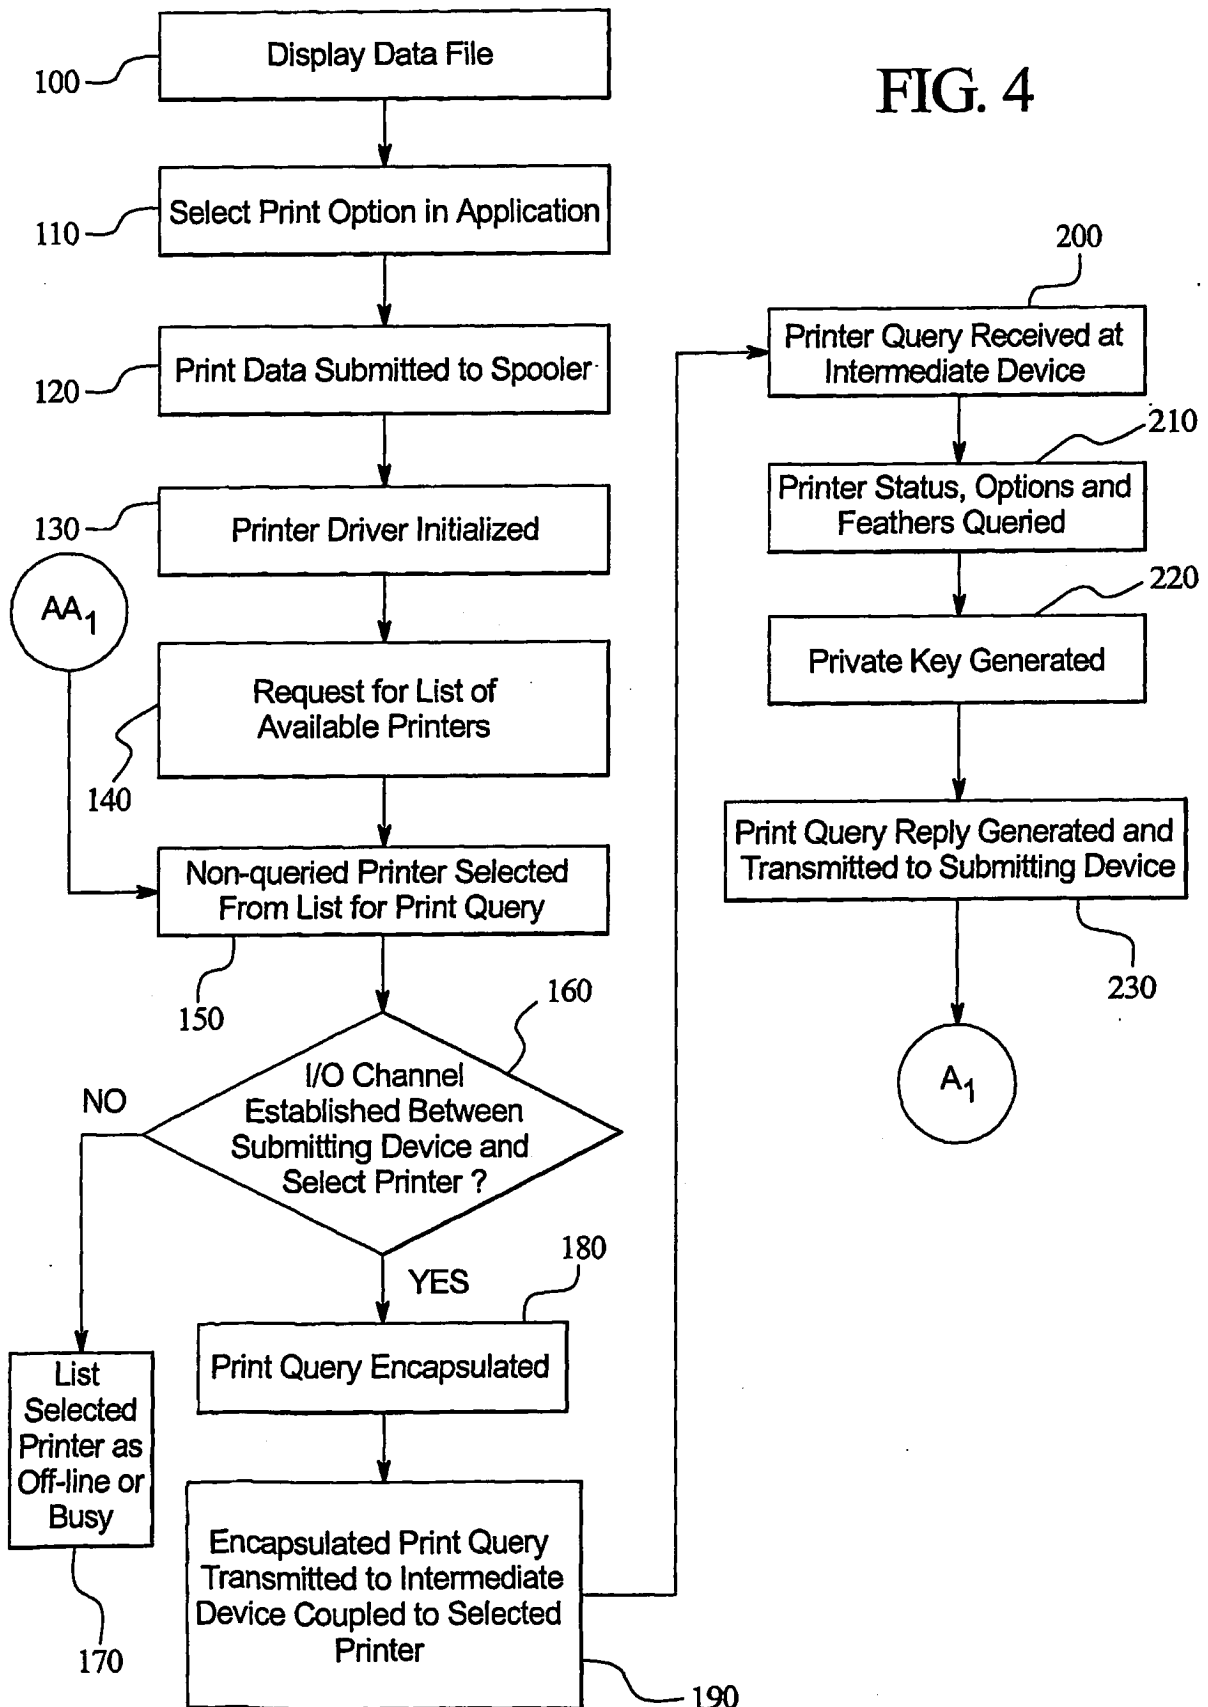 FIG. 4
Display Data File
100
Select Print Option in Application
110
Print Data Submitted to Spooler
120
Printer Driver Initialized
130
AA1
Request for List of
Available Printers
140
Non-queried Printer Selected
From List for Print Query
150
160
I/O Channel
Established Between
Submitting Device and
Select Printer ?
NO
YES
List
Selected
Printer as
Off-line or
Busy
170
180
Print Query Encapsulated
Encapsulated Print Query
Transmitted to Intermediate
Device Coupled to Selected
Printer
190
200
Printer Query Received at
Intermediate Device
210
Printer Status, Options and
Feathers Queried
220
Private Key Generated
Print Query Reply Generated and
Transmitted to Submitting Device
230
A1